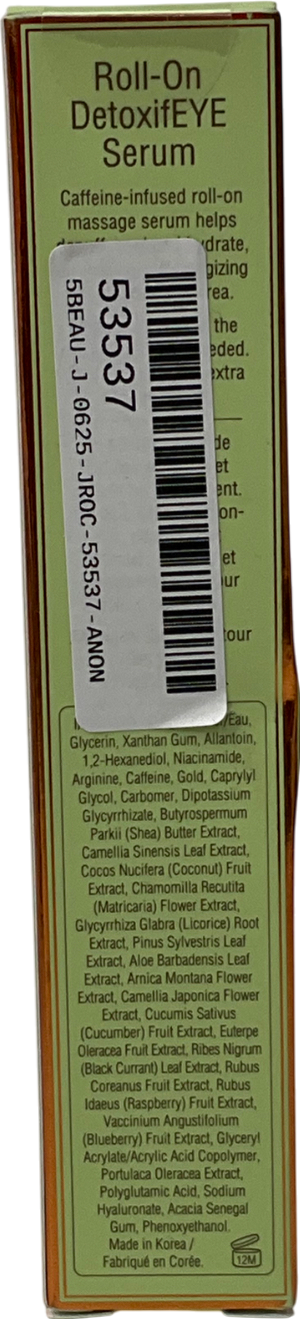 Roll-On
DetoxifEYE
Serum
Caffeine-infused roll-on
massage serum helps
53537
5BEAU-J-0625-JROC-53537-ANON
the
extra
/Eau,
Glycerin, Xanthan Gum, Allantoin,
1,2-Hexanediol, Niacinamide,
Arginine, Caffeine, Gold, Caprylyl
Glycol, Carbomer, Dipotassium
Glycyrrhizate, Butyrospermum
Parkii (Shea) Butter Extract,
Camellia Sinensis Leaf Extract,
Cocos Nucifera (Coconut) Fruit
Extract, Chamomilla Recutita
(Matricaria) Flower Extract,
Glycyrrhiza Glabra (Licorice) Root
Extract, Pinus Sylvestris Leaf
Extract, Aloe Barbadensis Leaf
Extract, Arnica Montana Flower
Extract, Camellia Japonica Flower
Extract, Cucumis Sativus
(Cucumber) Fruit Extract, Euterpe
Oleracea Fruit Extract, Ribes Nigrum
(Black Currant) Leaf Extract, Rubus
Coreanus Fruit Extract, Rubus
Idaeus (Raspberry) Fruit Extract,
Vaccinium Angustifolium
(Blueberry) Fruit Extract, Glyceryl
Acrylate/Acrylic Acid Copolymer,
Portulaca Oleracea Extract,
Polyglutamic Acid, Sodium
Hyaluronate, Acacia Senegal
Gum, Phenoxyethanol.
Made in Korea /
Fabriqué en Corée.
12M